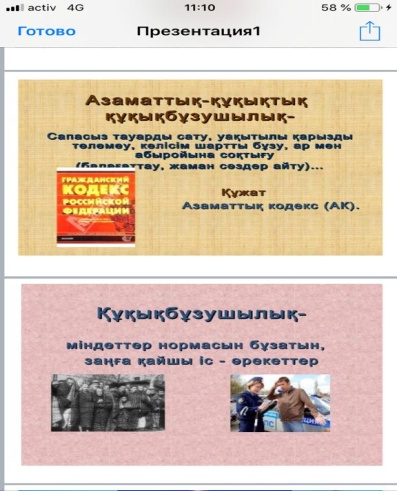 activ 4G 11:10 58 %
Готово Презентация1
Азаматтық-құқықтық
құқықбұзушылық-
Сапасыз тауарды сату, уақытылы қарызды
төлемеу, келісім шартты бұзу, ар мен
абыройына соқтығу
(балағаттау, жаман сөздер айту)...
ГРАЖДАНСКИЙ
КОДЕКС
РОССИЙСКОЙ
ФЕДЕРАЦИИ
Құжат
Азаматтық кодекс (АК).
Құқықбұзушылық-
міндеттер нормасын бұзатын,
заңға қайшы іс - әрекеттер